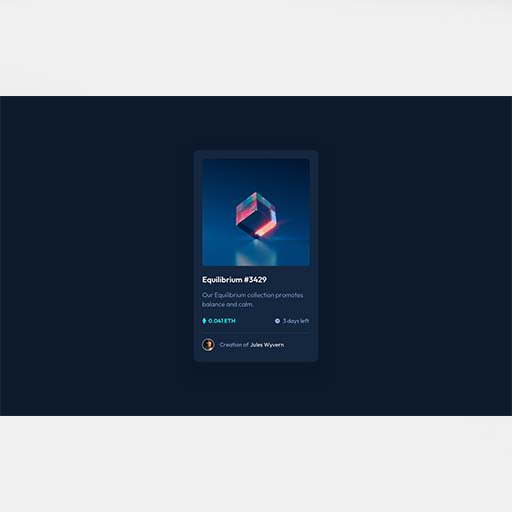 Equilibrium #3429
Our Equilibrium collection promotes
balance and calm.
0.041 ETH
3 days left
Creation of Jules Wyvern